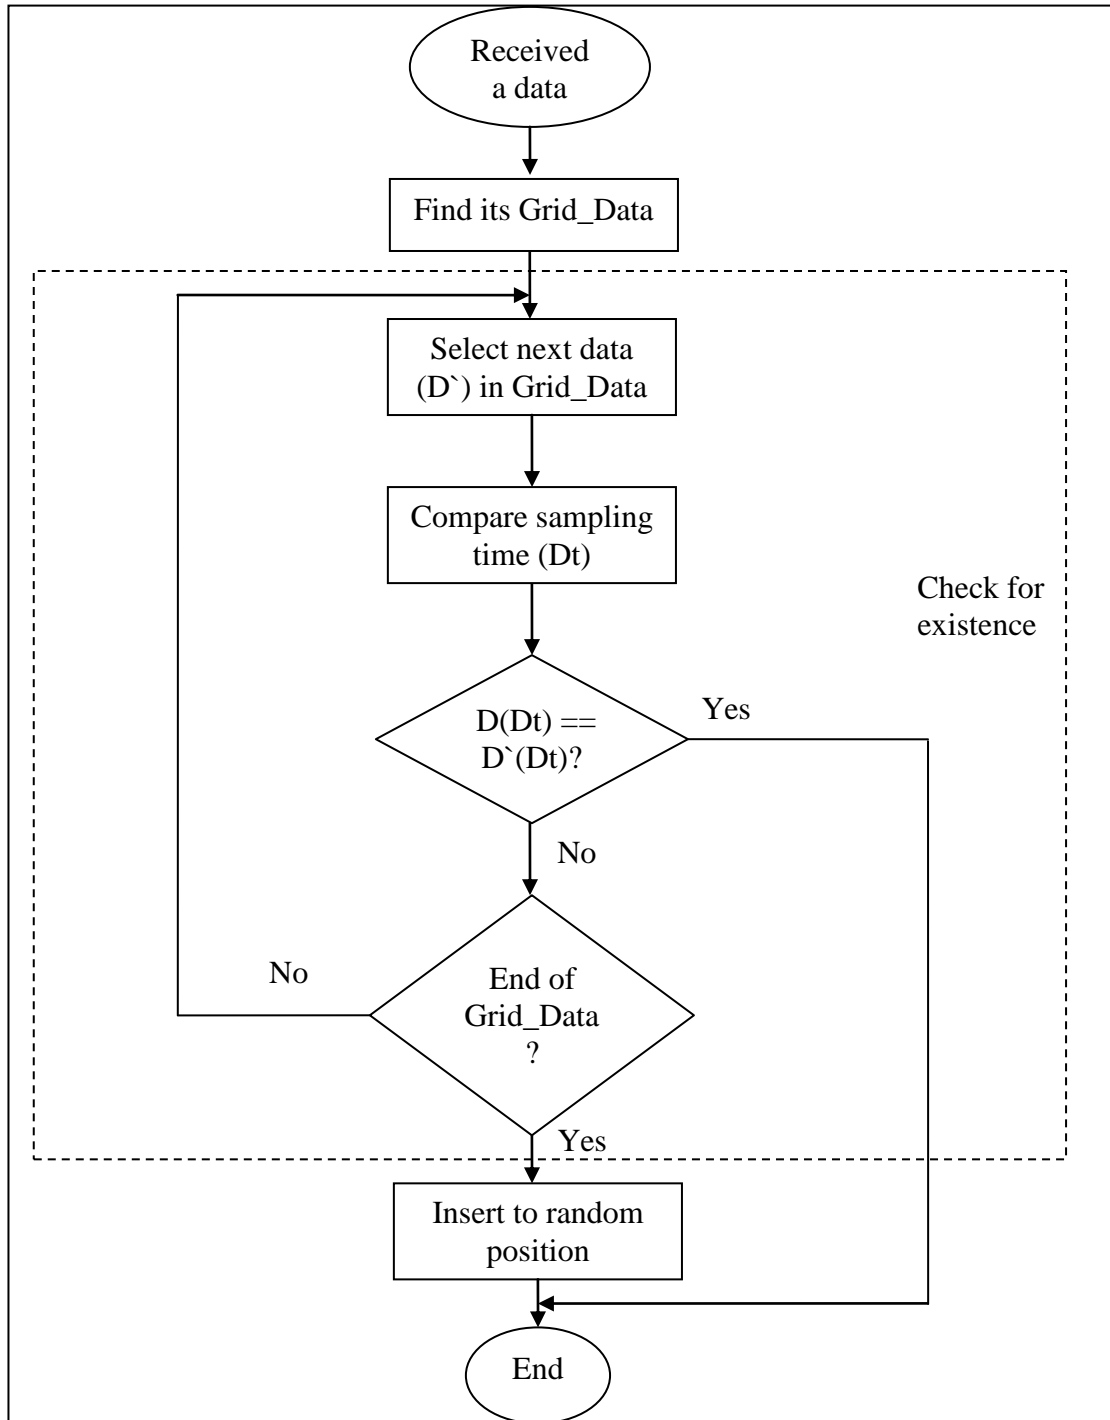 Received
a data
Find its Grid_Data
Select next data
(D`) in Grid_Data
Compare sampling
time (Dt)
Check for
existence
D(Dt) ==
D`(Dt)?
Yes
No
End of
Grid_Data
?
No
Yes
Insert to random
position
End